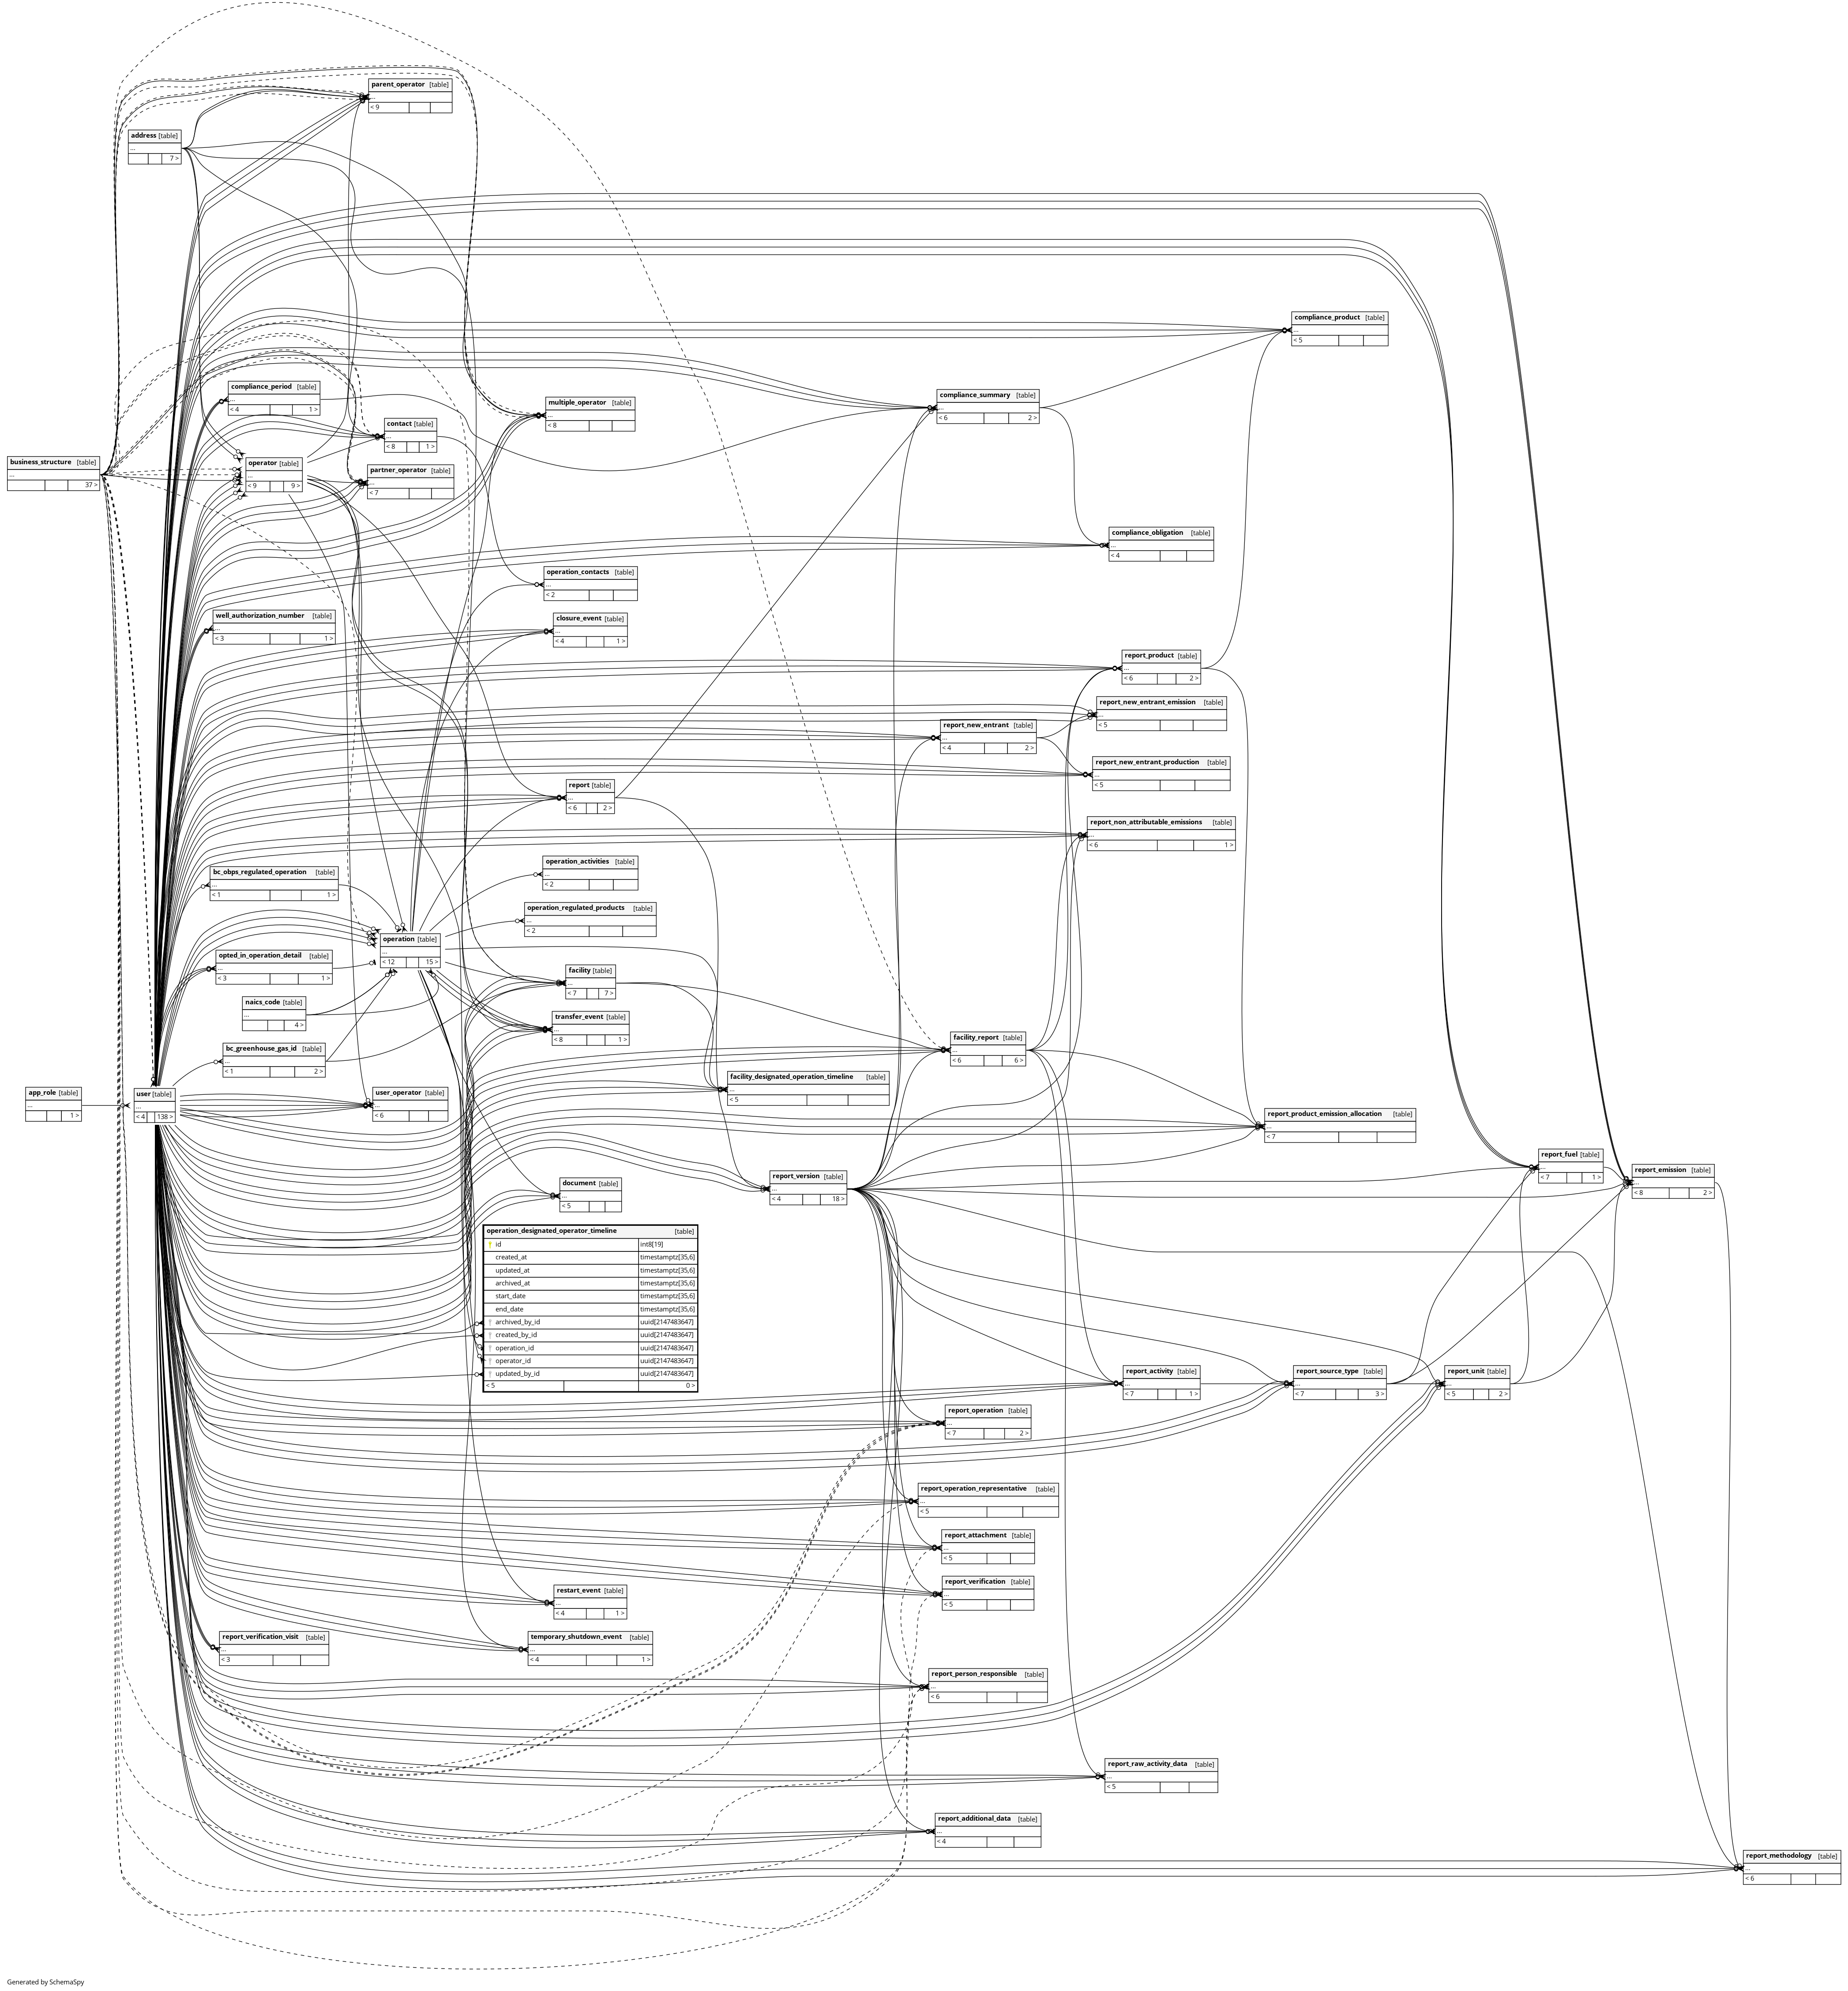 parent_operator [table]
...
< 9
address [table]
...
7 >
compliance_product [table]
...
< 5
compliance_period [table]
...
< 4 1 >
compliance_summary [table]
...
< 6 2 >
multiple_operator [table]
...
< 8
contact [table]
...
< 8 1 >
business_structure [table]
...
37 >
operator [table]
...
< 9 9 >
partner_operator [table]
...
< 7
compliance_obligation [table]
...
< 4
operation_contacts [table]
...
< 2
well_authorization_number [table]
...
< 3 1 >
closure_event [table]
...
< 4 1 >
report_product [table]
...
< 6 2 >
report_new_entrant_emission [table]
...
< 5
report_new_entrant [table]
...
< 4 2 >
report_new_entrant_production [table]
...
< 5
report [table]
...
< 6 2 >
report_non_attributable_emissions [table]
...
< 6 1 >
operation_activities [table]
...
< 2
bc_obps_regulated_operation [table]
...
< 1 1 >
operation_regulated_products [table]
...
< 2
operation [table]
...
< 12 15 >
opted_in_operation_detail [table]
...
< 3 1 >
facility [table]
...
< 7 7 >
naics_code [table]
...
4 >
transfer_event [table]
...
< 8 1 >
facility_report [table]
...
< 6 6 >
bc_greenhouse_gas_id [table]
...
< 1 2 >
facility_designated_operation_timeline [table]
...
< 5
app_role [table]
...
1 >
user [table]
...
< 4 138 >
user_operator [table]
...
< 6
report_product_emission_allocation [table]
...
< 7
report_fuel [table]
...
< 7 1 >
report_emission [table]
...
< 8 2 >
report_version [table]
...
< 4 18 >
document [table]
...
< 5
operation_designated_operator_timeline [table]
id int8[19]
created_at timestamptz[35,6]
updated_at timestamptz[35,6]
archived_at timestamptz[35,6]
start_date timestamptz[35,6]
end_date timestamptz[35,6]
archived_by_id uuid[2147483647]
created_by_id uuid[2147483647]
operation_id uuid[2147483647]
operator_id uuid[2147483647]
updated_by_id uuid[2147483647]
< 5 0 >
report_activity [table]
...
< 7 1 >
report_source_type [table]
...
< 7 3 >
report_unit [table]
...
< 5 2 >
report_operation [table]
...
< 7 2 >
report_operation_representative [table]
...
< 5
report_attachment [table]
...
< 5
report_verification [table]
...
< 5
restart_event [table]
...
< 4 1 >
report_verification_visit [table]
...
< 3
temporary_shutdown_event [table]
...
< 4 1 >
report_person_responsible [table]
...
< 6
report_raw_activity_data [table]
...
< 5
report_additional_data [table]
...
< 4
report_methodology [table]
...
< 6
Generated by SchemaSpy